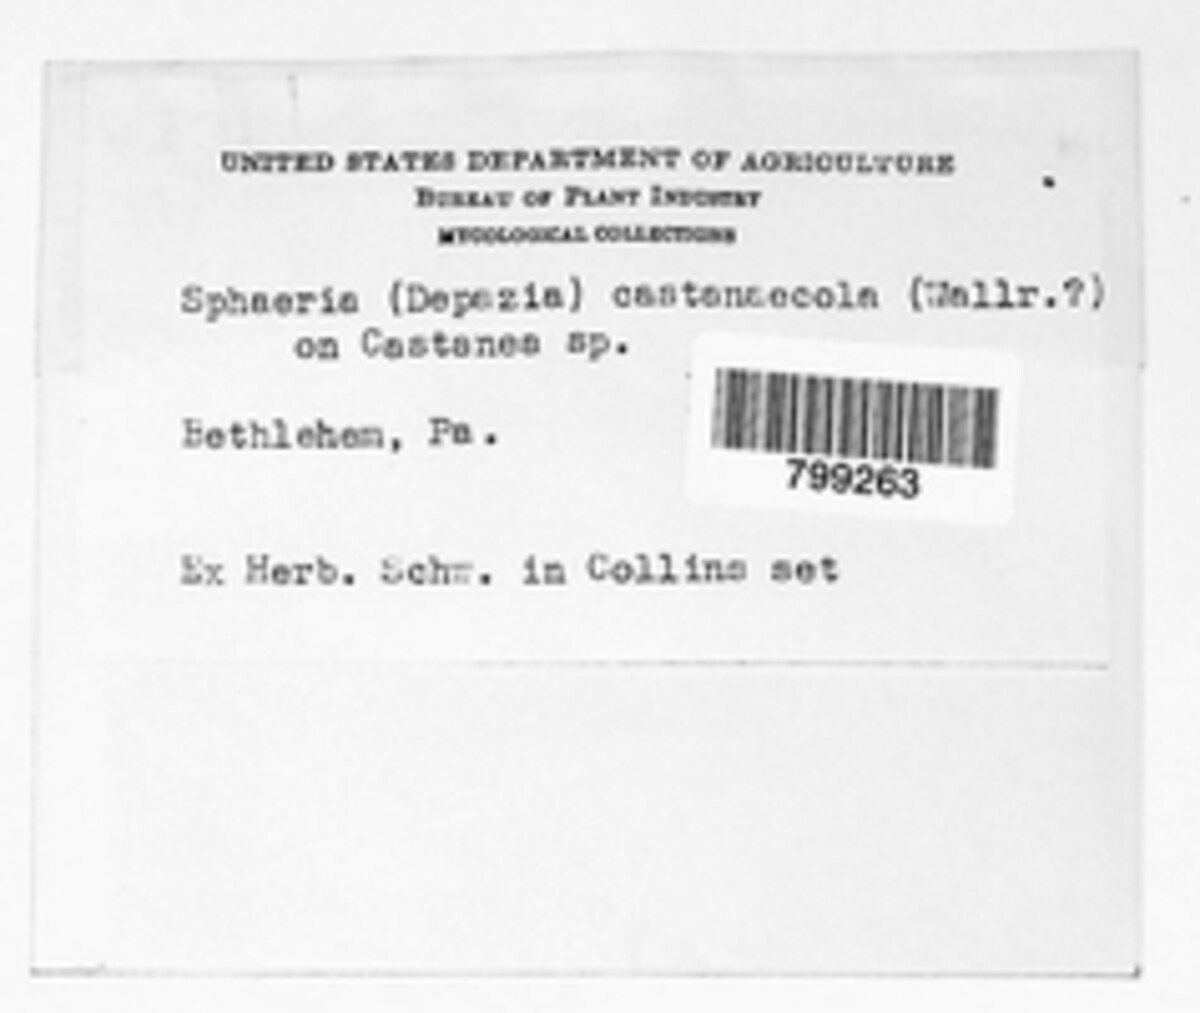 UNITED STATES DEPARTMENT OF AGRICULTURE
BUREAU OF PLANT INDUSTRY
MYCOLOGICAL COLLECTIONS
Sphaeria (Depazia) castanaecola (Wallr.?)
on Castanea sp.
Bethlehem, Pa.
799263
Ex Herb. Schw. in Collins set